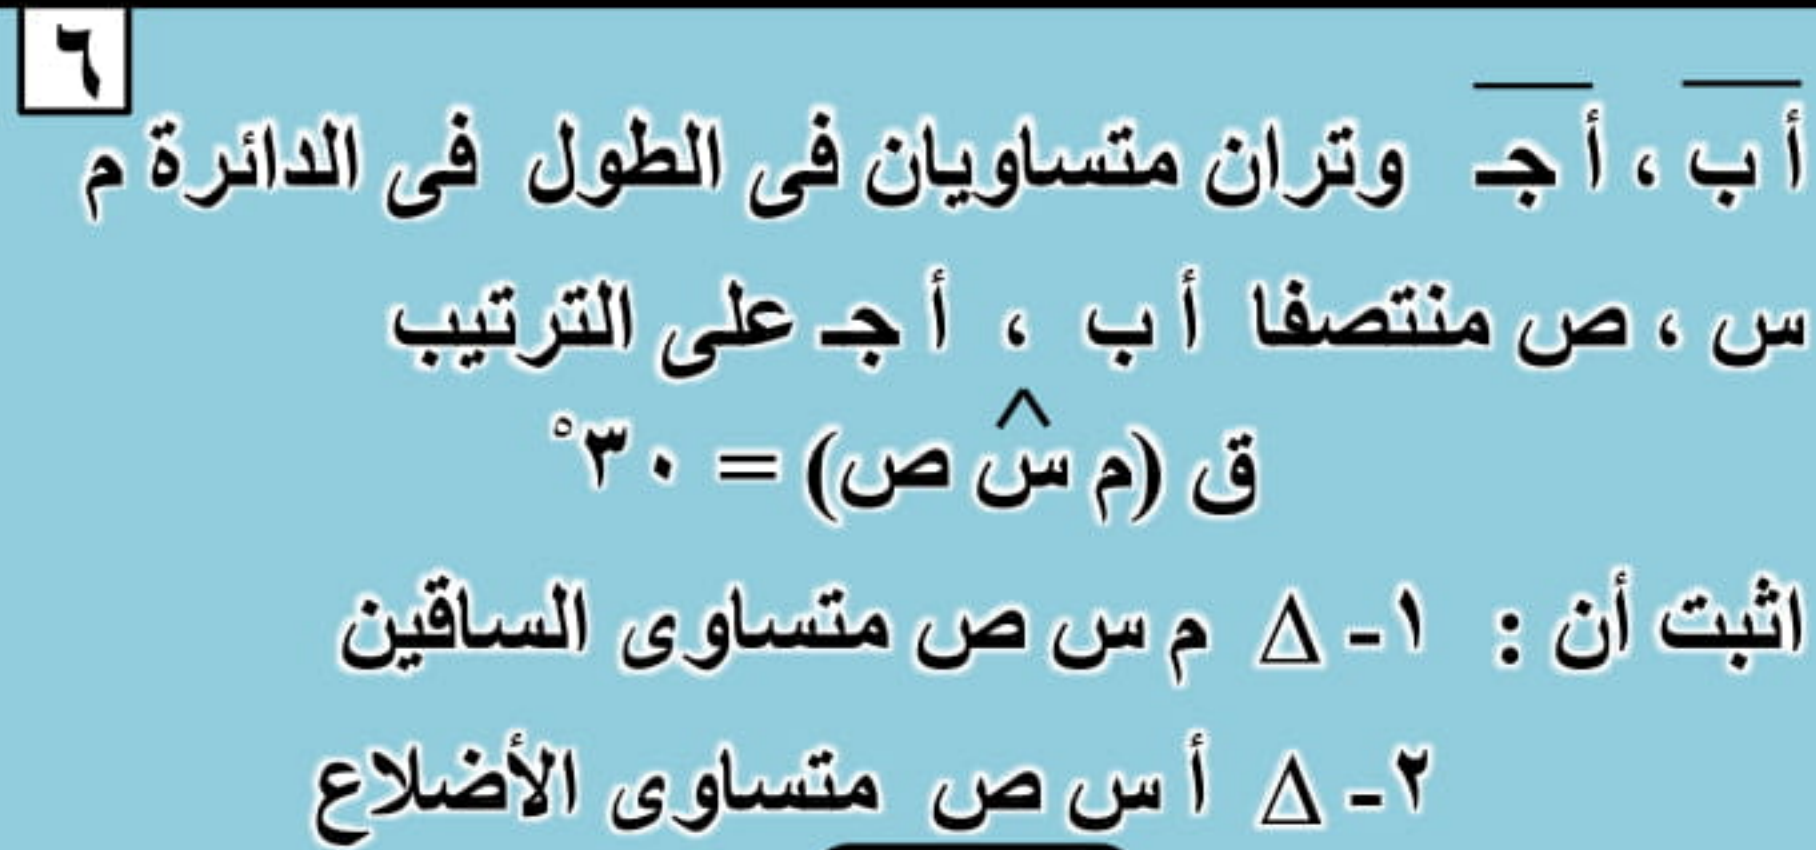 ٦
أ ب ، أ جـ وتران متساويان فى الطول فى الدائرة م
س ، ص منتصفا أ ب ، أ جـ على الترتيب
ق (م س^ ص) = ٣٠°
اثبت أن : ١- Δ م س ص متساوى الساقين
٢- Δ أ س ص متساوى الأضلاع